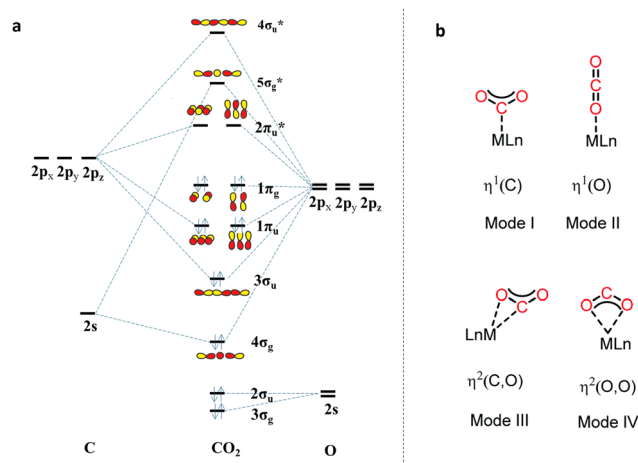 a
4σu*
5σg*
2πu*
2px 2py 2pz
1πg
2px 2py 2pz
1πu
3σu
2s
4σg
2σu
2s
3σg
C
CO2
O
b
O
C
O
O
C
O
MLn
MLn
η1(C)
η1(O)
Mode I
Mode II
O
C
O
O
C
O
LnM
MLn
η2(C,O)
η2(O,O)
Mode III
Mode IV